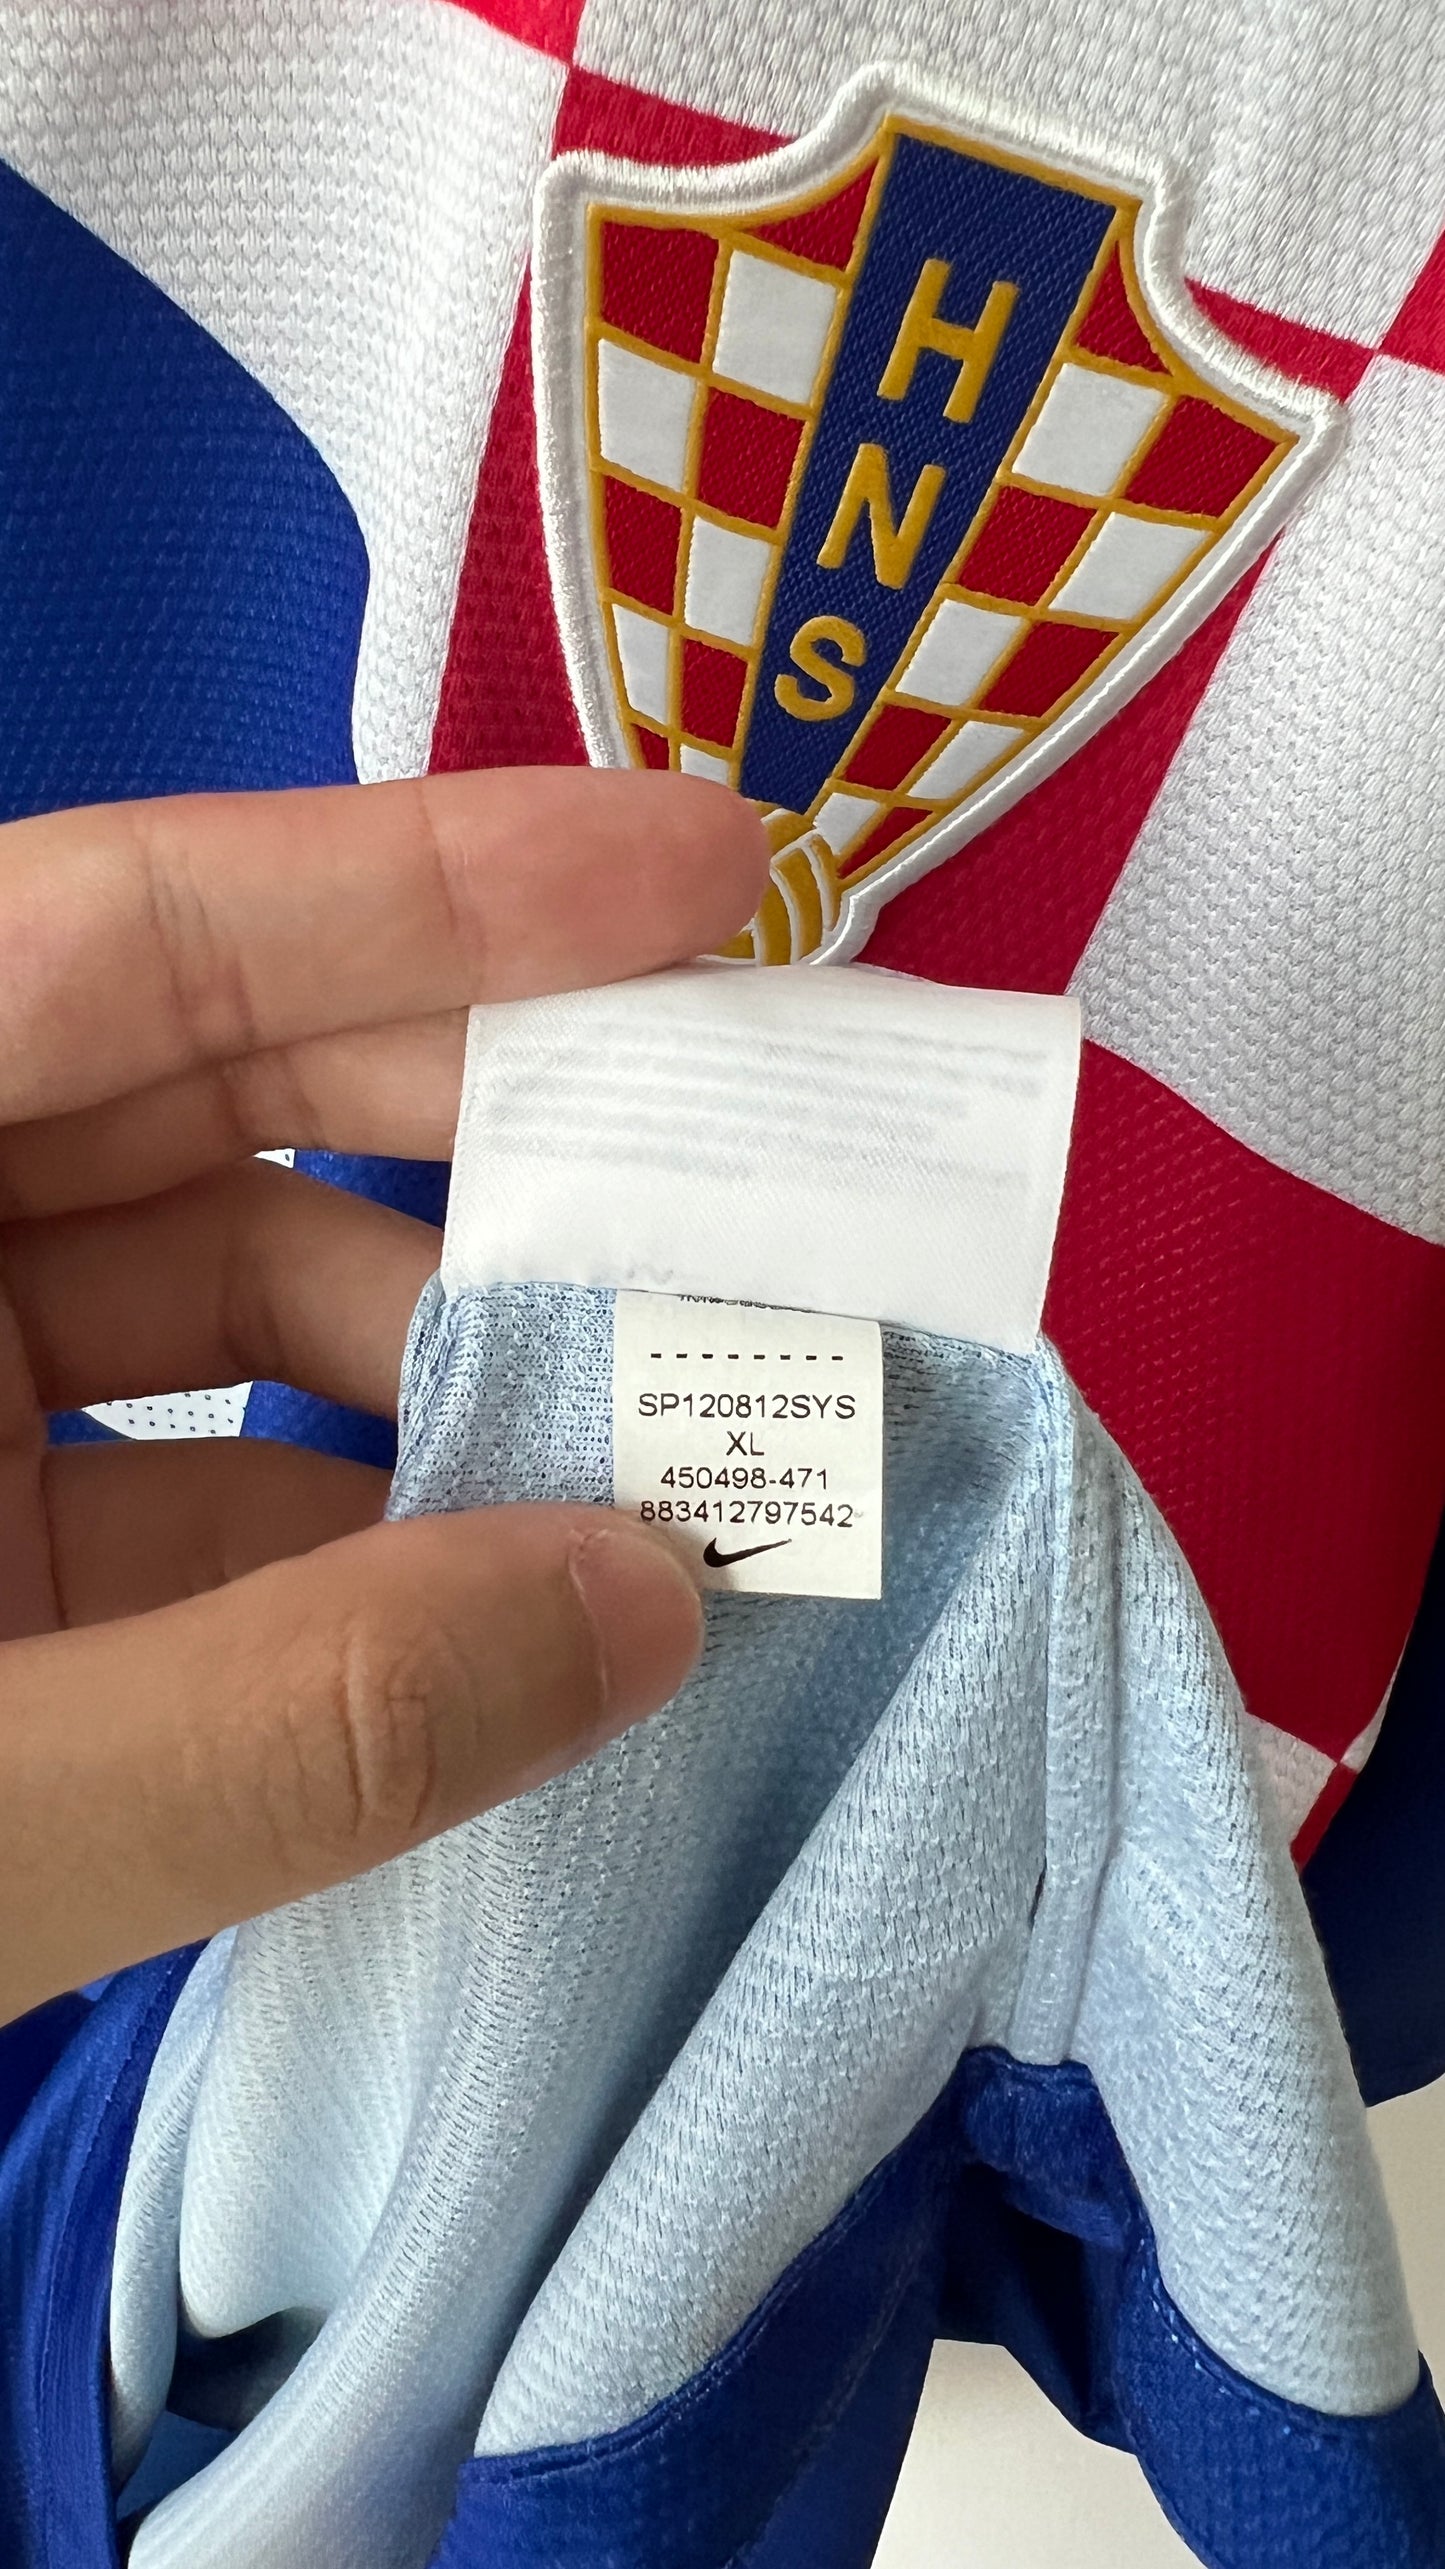 H
N
S
--------
SP120812SYS
XL
450498-471
883412797542